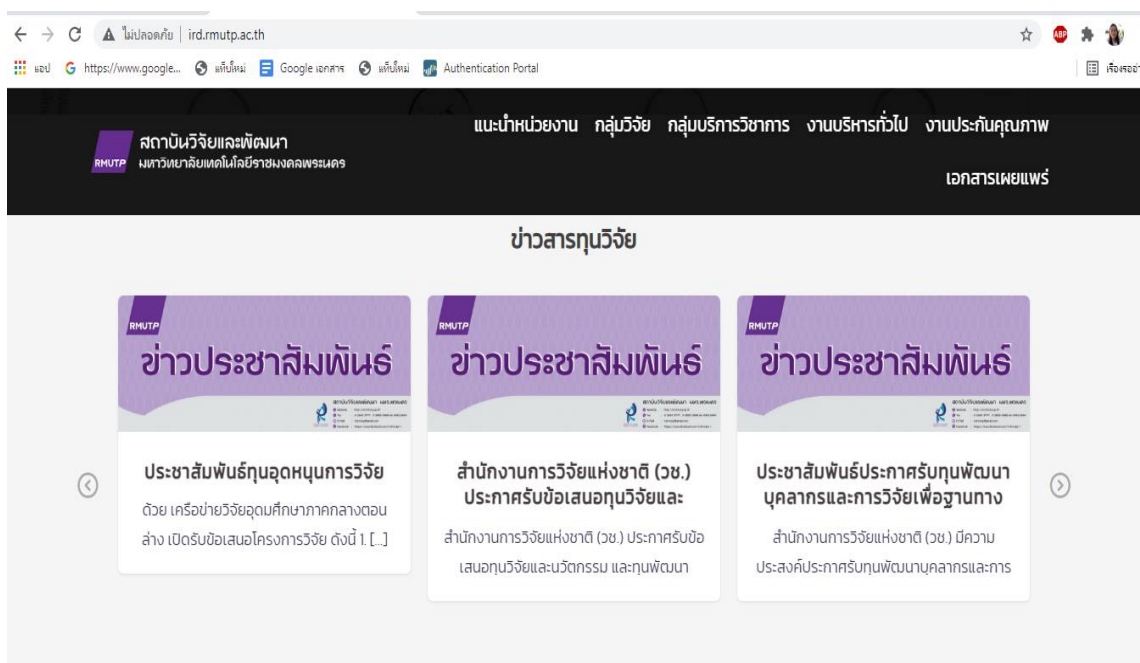 ไม่ปลอดภัย | ird.rmutp.ac.th
ABP
แอป https://www.google... แท็บใหม่ Google เอกสาร แท็บใหม่ Authentication Portal
แนะนำหน่วยงาน กลุ่มวิจัย กลุ่มบริการวิชาการ งานบริหารทั่วไป งานประกันคุณภาพ
เอกสารเผยแพร่
RMUTP
สถาบันวิจัยและพัฒนา
มหาวิทยาลัยเทคโนโลยีราชมงคลพระนคร
ข่าวสารทุนวิจัย
RMUTP
ข่าวประชาสัมพันธ์
ประชาสัมพันธ์ทุนอุดหนุนการวิจัย
ด้วย เครือข่ายวิจัยอุดมศึกษาภาคกลางตอน
ล่าง เปิดรับข้อเสนอโครงการวิจัย ดังนี้ 1. [...]
RMUTP
ข่าวประชาสัมพันธ์
สำนักงานการวิจัยแห่งชาติ (วช.)
ประกาศรับข้อเสนอทุนวิจัยและ
สำนักงานการวิจัยแห่งชาติ (วช.) ประกาศรับข้อ
เสนอทุนวิจัยและนวัตกรรม และทุนพัฒนา
RMUTP
ข่าวประชาสัมพันธ์
ประชาสัมพันธ์ประกาศรับทุนพัฒนา
บุคลากรและการวิจัยเพื่อฐานทาง
สำนักงานการวิจัยแห่งชาติ (วช.) มีความ
ประสงค์ประกาศรับทุนพัฒนาบุคลากรและการ